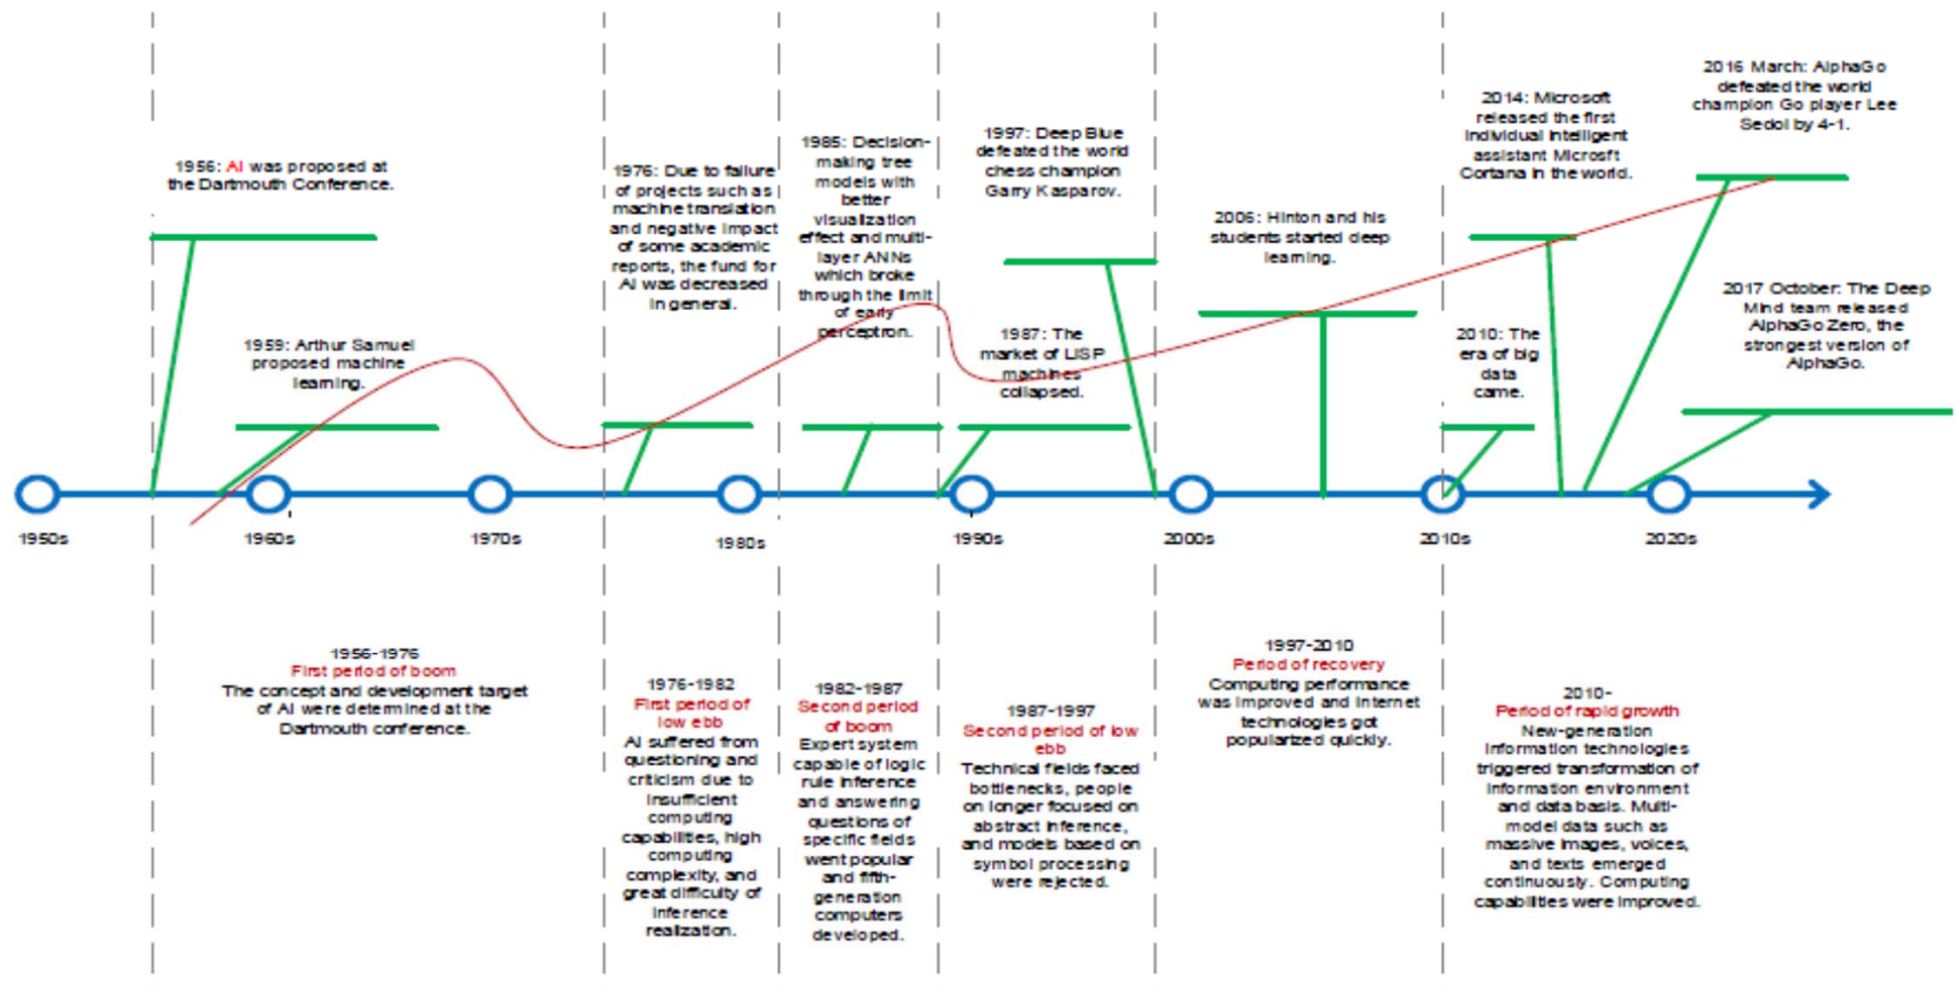 1956: AI was proposed at
the Dartmouth Conference.
1959: Arthur Samuel
proposed machine
learning.
1976: Due to failure
of projects such as
machine translation
and negative impact
of some academic
reports, the fund for
AI was decreased
in general.
1985: Decision-
making tree
models with
better
visualization
effect and multi-
layer ANNs
which broke
through the limit
of early
perceptron.
1997: Deep Blue
defeated the world
chess champion
Garry Kasparov.
1987: The
market of LISP
machines
collapsed.
2006: Hinton and his
students started deep
learning.
2014: Microsoft
released the first
individual intelligent
assistant Microsft
Cortana in the world.
2010: The
era of big
data
came.
2016 March: AlphaGo
defeated the world
champion Go player Lee
Sedol by 4-1.
2017 October: The Deep
Mind team released
AlphaGo Zero, the
strongest version of
AlphaGo.
1950s
1960s
1970s
1980s
1990s
2000s
2010s
2020s
1956-1976
First period of boom
The concept and development target
of AI were determined at the
Dartmouth conference.
1976-1982
First period of
low ebb
AI suffered from
questioning and
criticism due to
insufficient
computing
capabilities, high
computing
complexity, and
great difficulty of
inference
realization.
1982-1987
Second period
of boom
Expert system
capable of logic
rule inference
and answering
questions of
specific fields
went popular
and fifth-
generation
computers
developed.
1987-1997
Second period of low
ebb
Technical fields faced
bottlenecks, people
on longer focused on
abstract inference,
and models based on
symbol processing
were rejected.
1997-2010
Period of recovery
Computing performance
was improved and Internet
technologies got
popularized quickly.
2010-
Period of rapid growth
New-generation
information technologies
triggered transformation of
information environment
and data basis. Multi-
model data such as
massive images, voices,
and texts emerged
continuously. Computing
capabilities were improved.